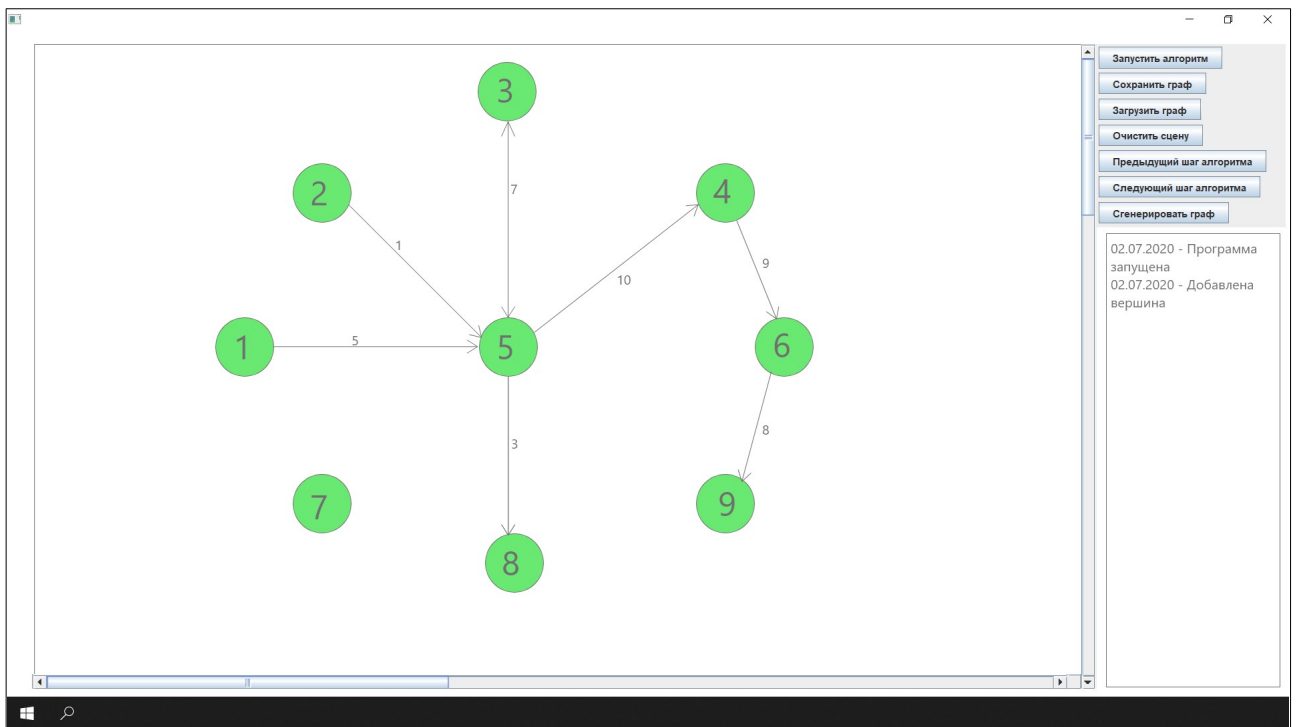 Запустить алгоритм
Сохранить граф
Загрузить граф
Очистить сцену
Предыдущий шаг алгоритма
Следующий шаг алгоритма
Сгенерировать граф
02.07.2020 - Программа
запущена
02.07.2020 - Добавлена
вершина
3
2
7
4
1
10
9
1
5
5
6
3
8
7
9
8